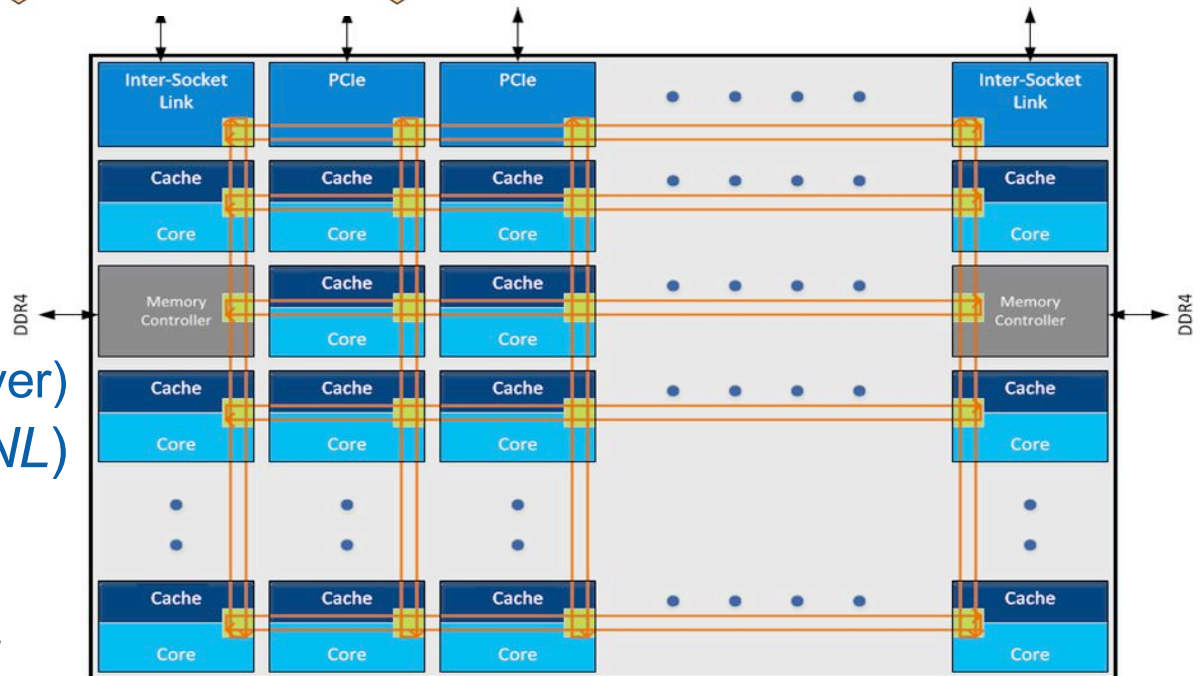 Inter-Socket
Link
PCIe
PCIe
Inter-Socket
Link
Cache
Cache
Cache
Cache
Core
Core
Core
Core
DDR4
Memory
Controller
Cache
Core
Cache
Core
Memory
Controller
DDR4
ver)
NL)
Cache
Cache
Cache
Cache
Core
Core
Core
Core
Cache
Cache
Cache
Cache
Core
Core
Core
Core